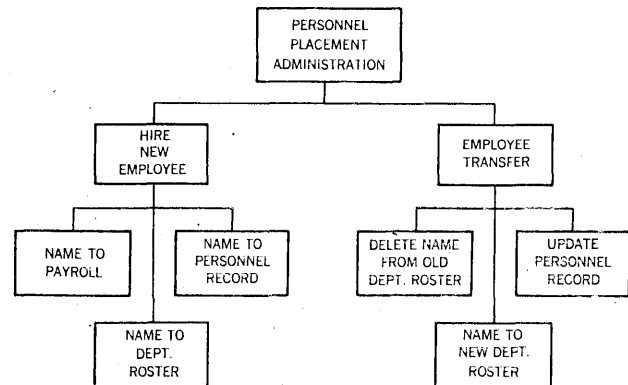 PERSONNEL
PLACEMENT
ADMINISTRATION
HIRE
NEW
EMPLOYEE
EMPLOYEE
TRANSFER
NAME TO
PAYROLL
NAME TO
PERSONNEL
RECORD
DELETE NAME
FROM OLD
DEPT. ROSTER
UPDATE
PERSONNEL
RECORD
NAME TO
DEPT.
ROSTER
NAME TO
NEW DEPT.
ROSTER